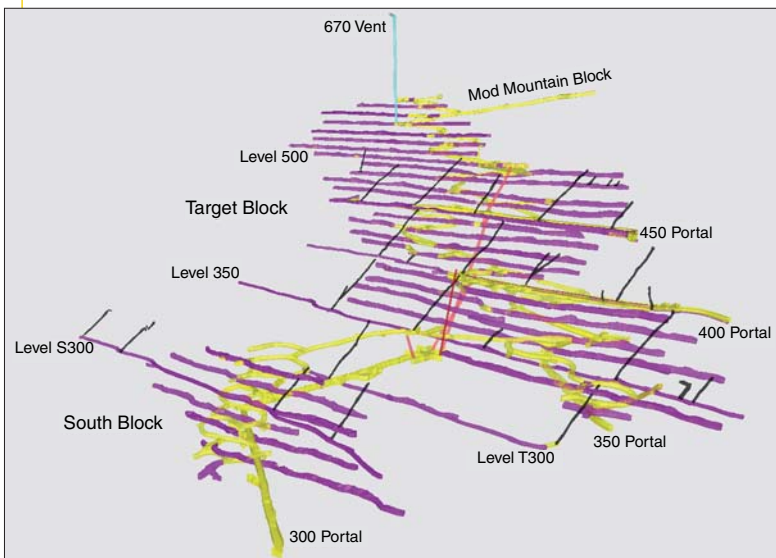 670 Vent
Mod Mountain Block
Level 500
Target Block
450 Portal
Level 350
400 Portal
Level S300
South Block
350 Portal
Level T300
300 Portal